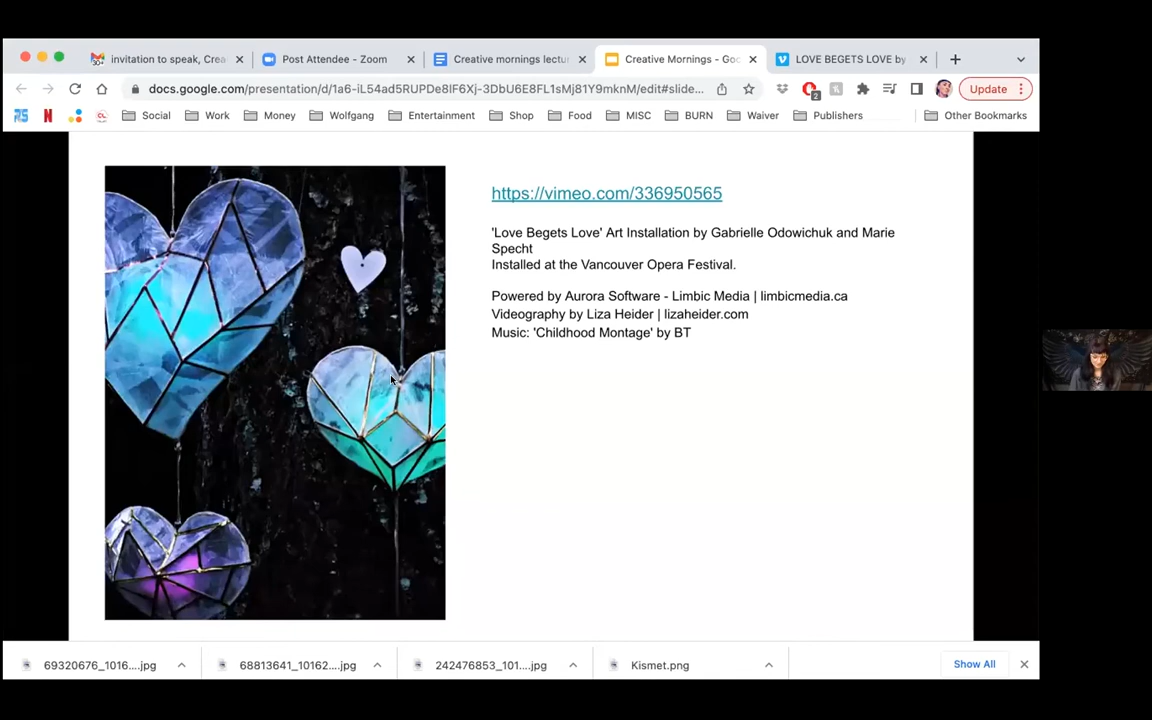 invitation to speak, Crea
Post Attendee - Zoom
Creative mornings lectu
Creative Mornings - Goo
LOVE BEGETS LOVE by
docs.google.com/presentation/d/1a6-iL54ad5RUPDe8lF6Xj-3DbU6E8FL1sMj81Y9mknM/edit#slide...
2
Update
Social
Work
Money
Wolfgang
Entertainment
Shop
Food
MISC
BURN
Waiver
Publishers
Other Bookmarks
https://vimeo.com/336950565
'Love Begets Love' Art Installation by Gabrielle Odowichuk and Marie
Specht
Installed at the Vancouver Opera Festival.
Powered by Aurora Software - Limbic Media | limbicmedia.ca
Videography by Liza Heider | lizaheider.com
Music: 'Childhood Montage' by BT
69320676_1016....jpg
68813641_10162....jpg
242476853_101....jpg
Kismet.png
Show All